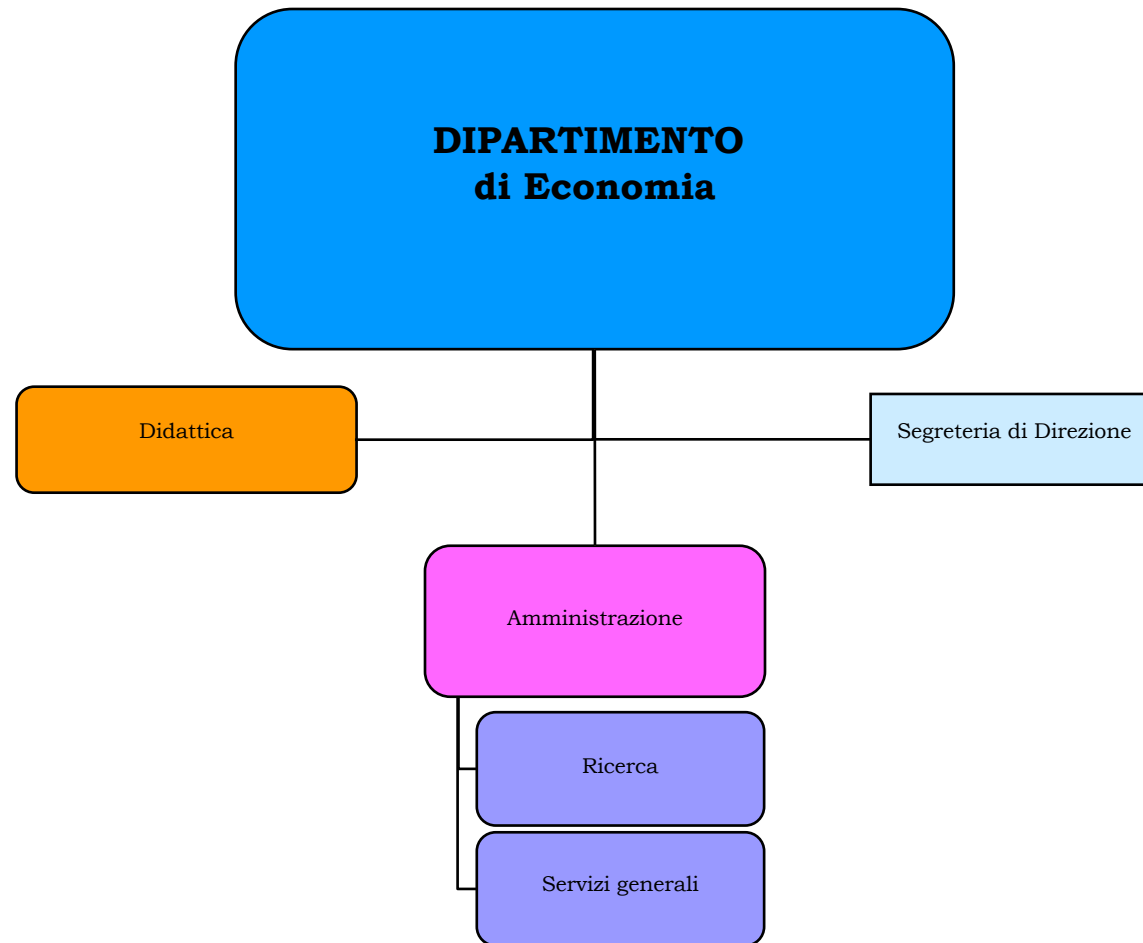 DIPARTIMENTO
di Economia
Didattica
Segreteria di Direzione
Amministrazione
Ricerca
Servizi generali